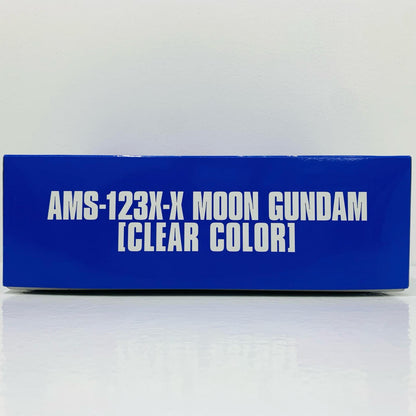 AMS-123X-X MOON GUNDAM
[CLEAR COLOR]